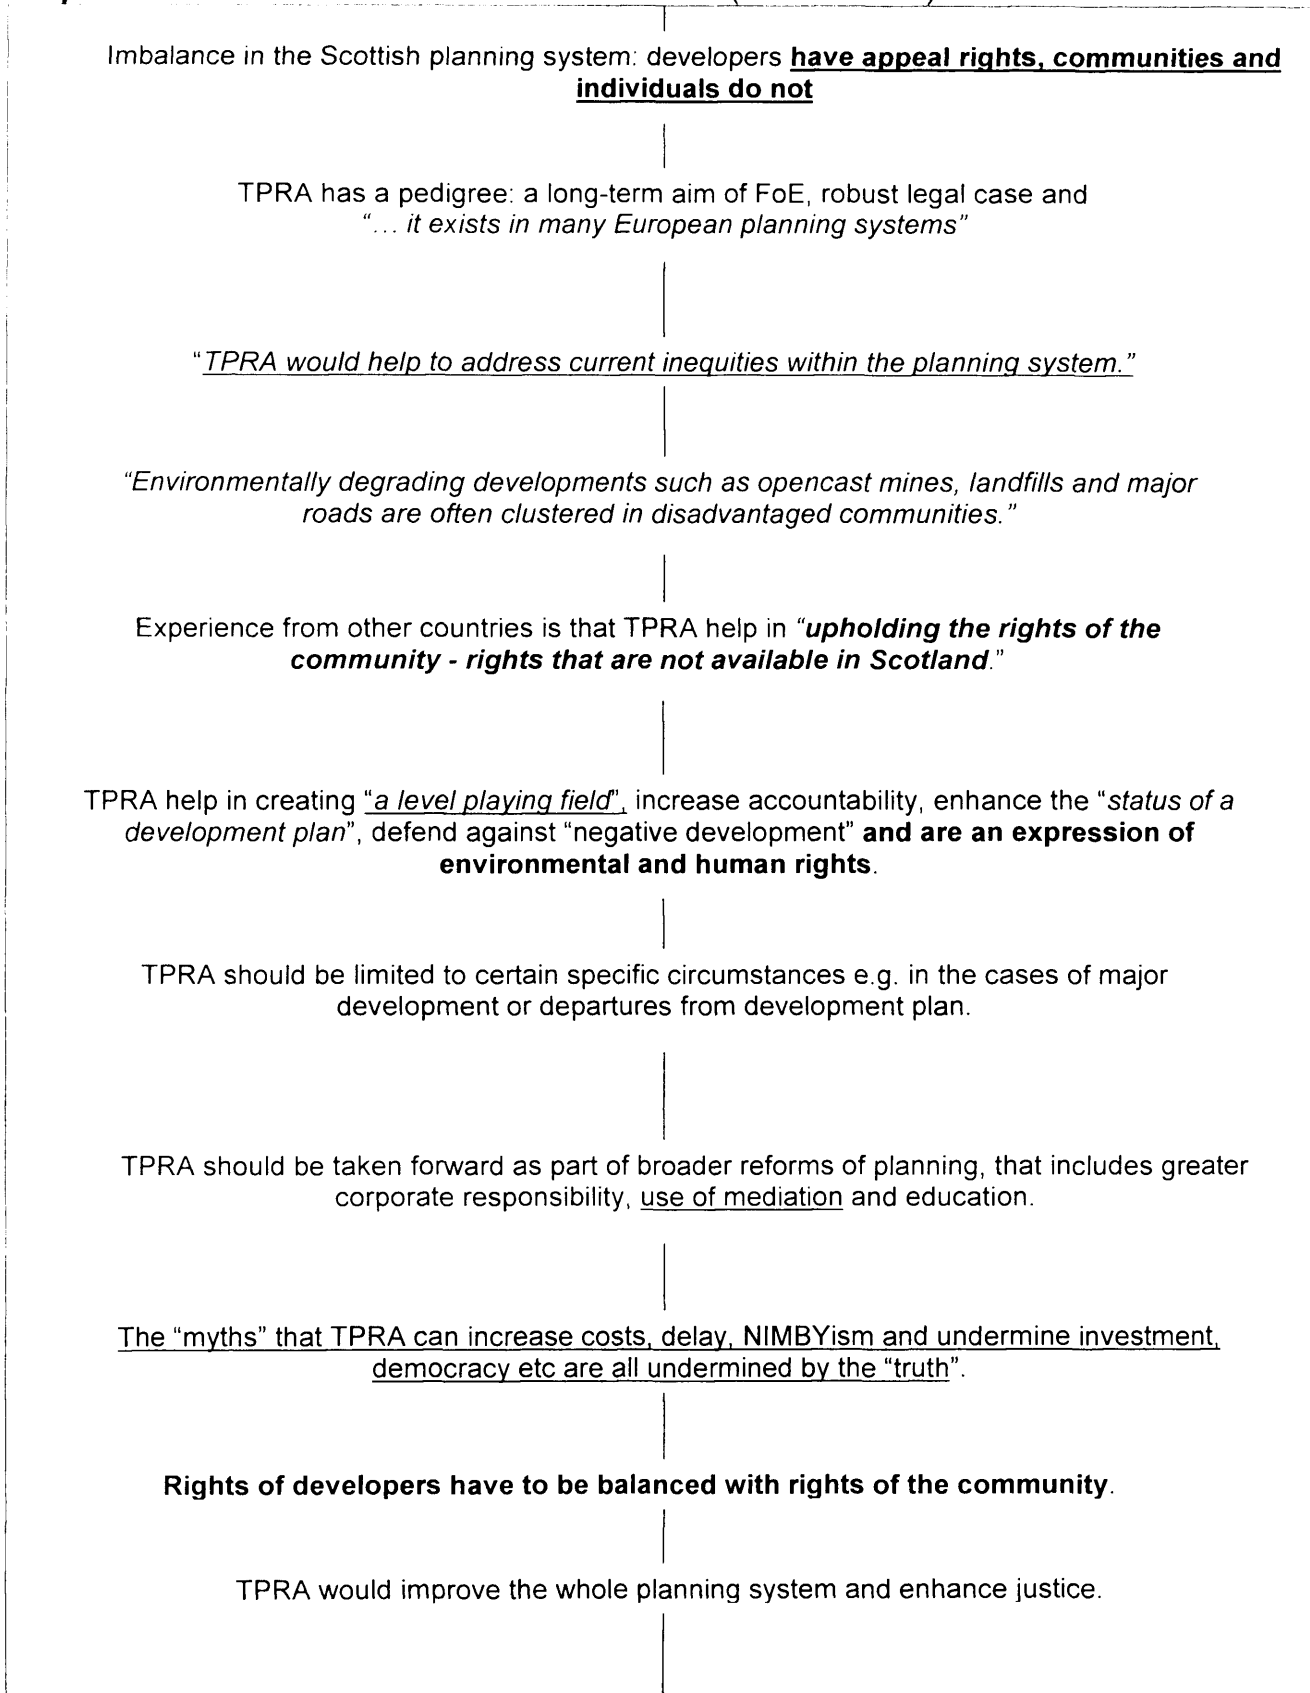 Imbalance in the Scottish planning system: developers have appeal rights, communities and
individuals do not
TPRA has a pedigree: a long-term aim of FoE, robust legal case and
“... it exists in many European planning systems”
“TPRA would help to address current inequities within the planning system.”
“Environmentally degrading developments such as opencast mines, landfills and major
roads are often clustered in disadvantaged communities.”
Experience from other countries is that TPRA help in “upholding the rights of the
community - rights that are not available in Scotland.”
TPRA help in creating “a level playing field”, increase accountability, enhance the “status of a
development plan”, defend against “negative development” and are an expression of
environmental and human rights.
TPRA should be limited to certain specific circumstances e.g. in the cases of major
development or departures from development plan.
TPRA should be taken forward as part of broader reforms of planning, that includes greater
corporate responsibility, use of mediation and education.
The “myths” that TPRA can increase costs, delay, NIMBYism and undermine investment,
democracy etc are all undermined by the “truth”.
Rights of developers have to be balanced with rights of the community.
TPRA would improve the whole planning system and enhance justice.